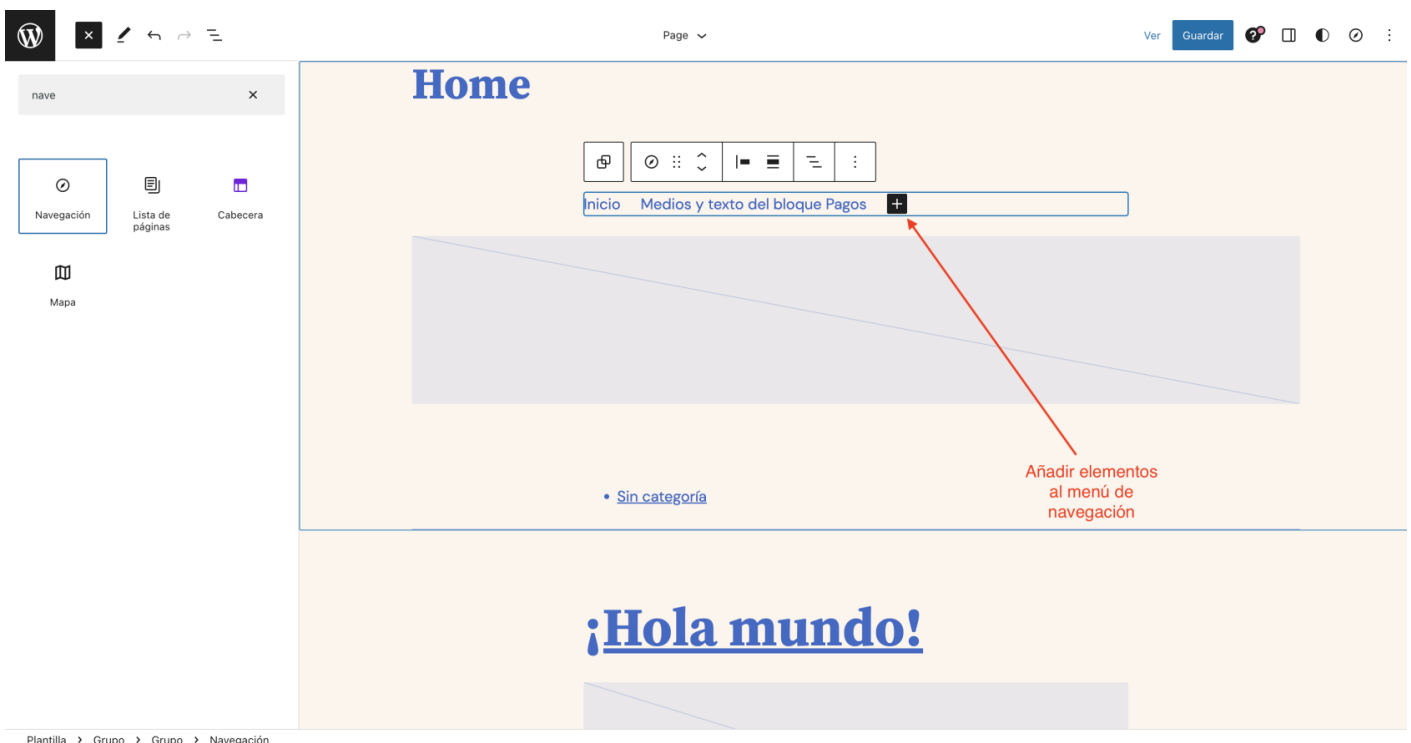 Page
Ver
Guardar
nave
Navegación
Lista de
páginas
Cabecera
Mapa
Home
Inicio Medios y texto del bloque Pagos
Añadir elementos
al menú de
navegación
Sin categoría
¡Hola mundo!
Plantilla > Grupo > Grupo > Navegación